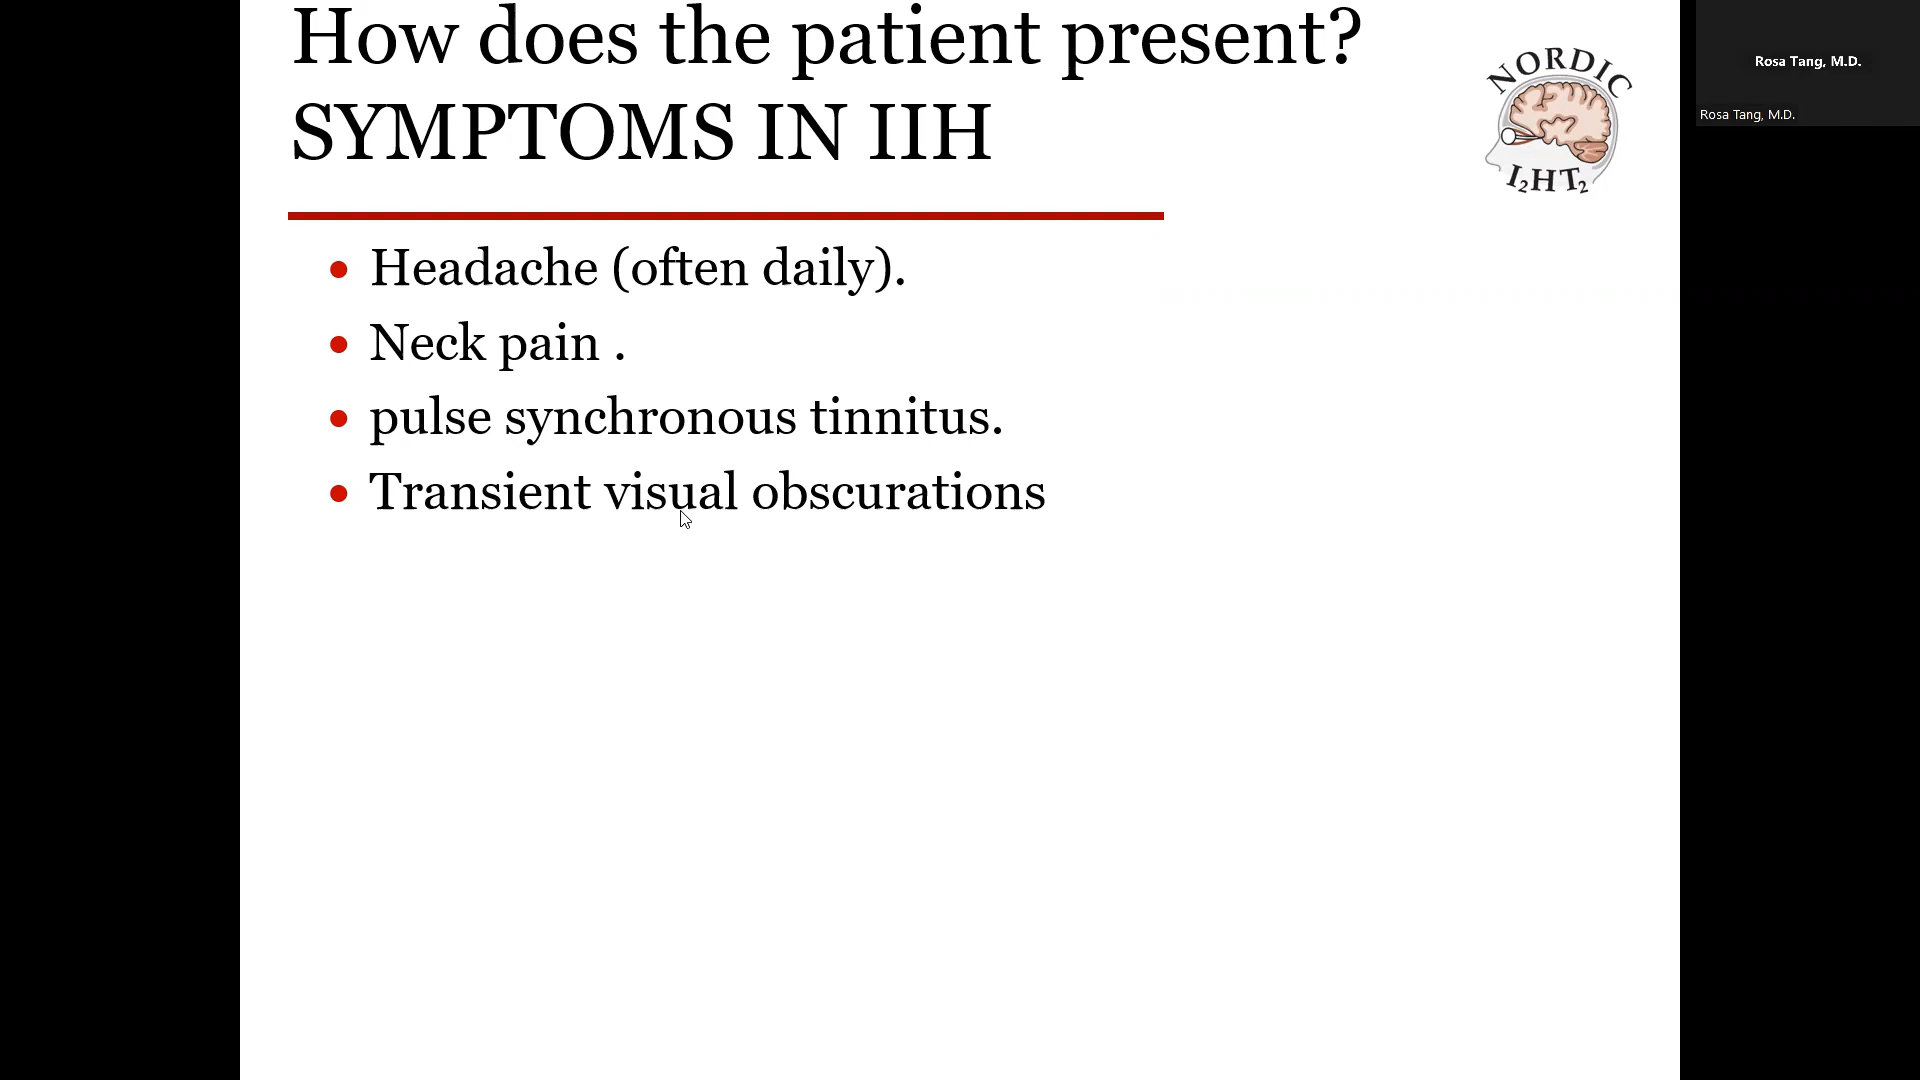 How does the patient present?
SYMPTOMS IN IIH
NORDIC
I₂HT₂
Rosa Tang, M.D.
Rosa Tang, M.D.
• Headache (often daily).
• Neck pain .
• pulse synchronous tinnitus.
• Transient visual obscurations